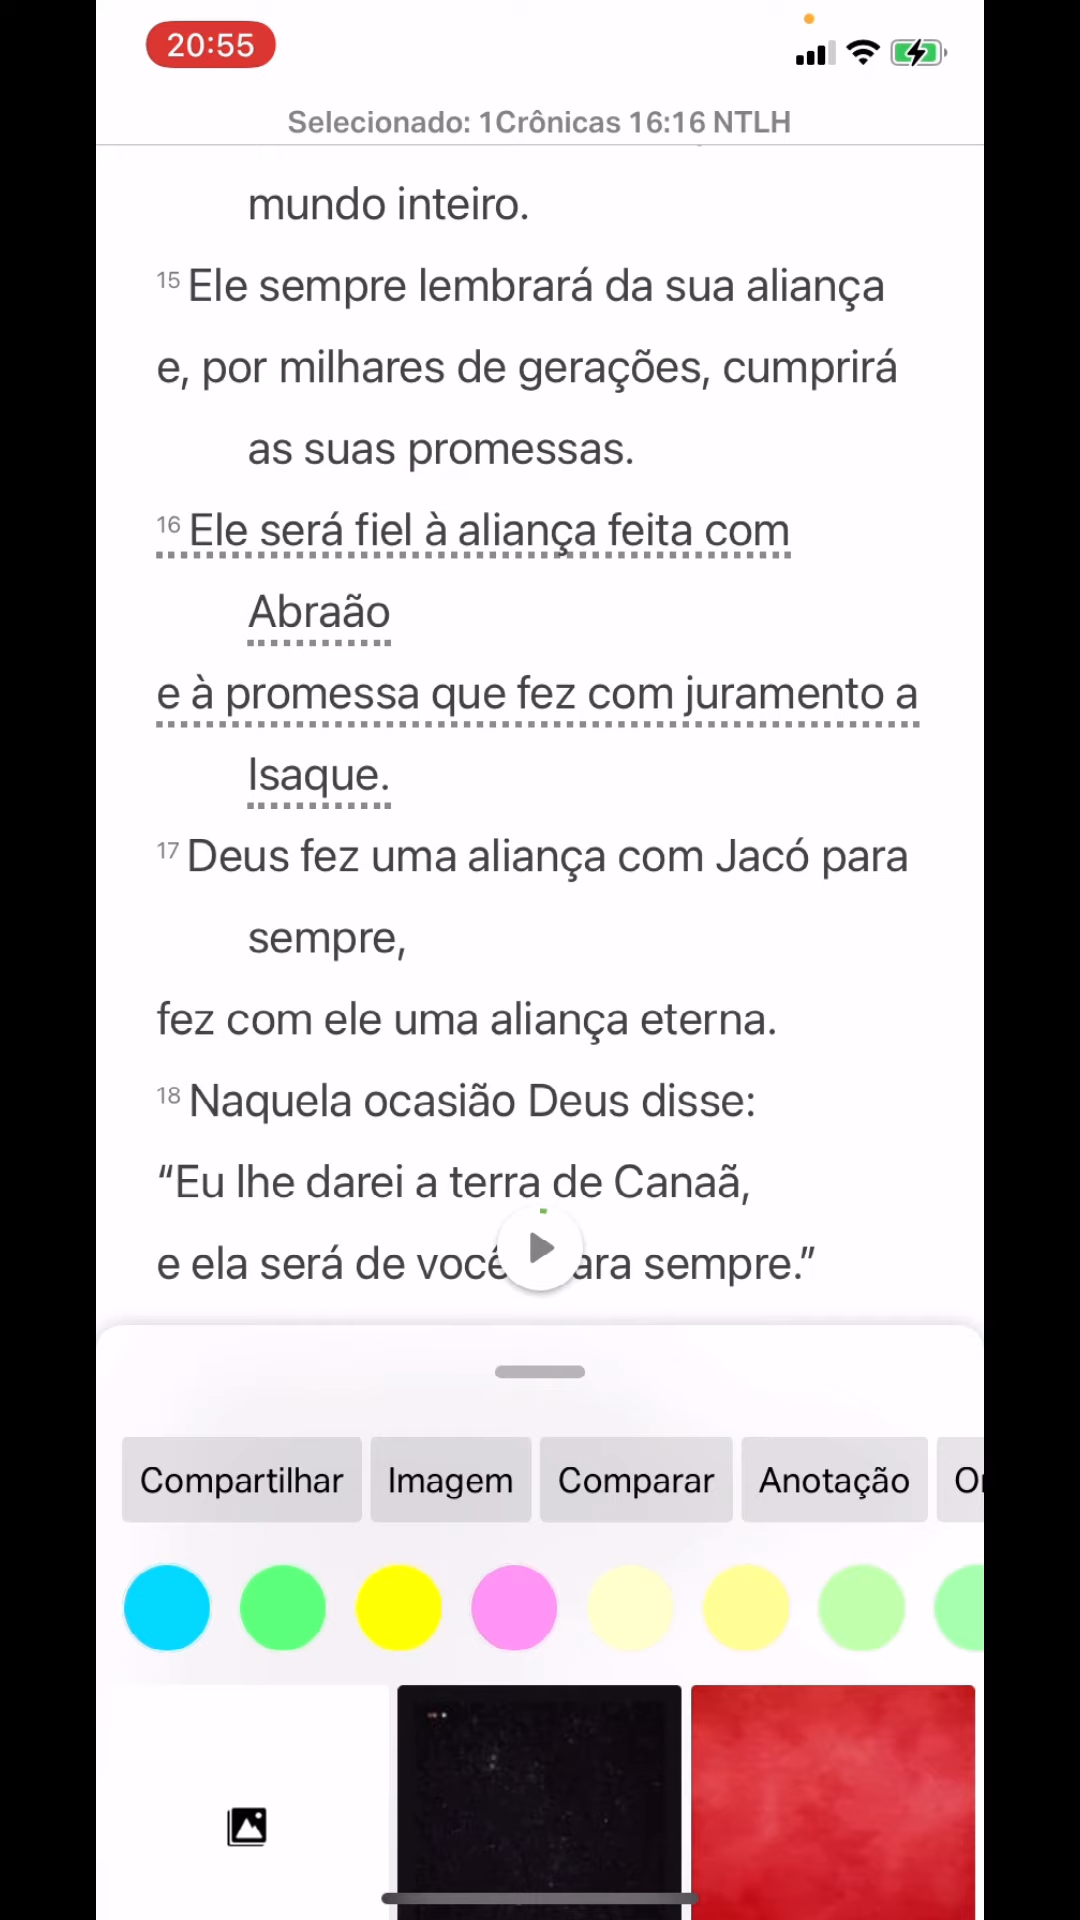 20:55
Selecionado: 1Crônicas 16:16 NTLH
mundo inteiro.
15 Ele sempre lembrará da sua aliança
e, por milhares de gerações, cumprirá
as suas promessas.
16 Ele será fiel à aliança feita com
Abraão
e à promessa que fez com juramento a
Isaque.
17 Deus fez uma aliança com Jacó para
sempre,
fez com ele uma aliança eterna.
18 Naquela ocasião Deus disse:
“Eu lhe darei a terra de Canaã,
e ela será de sempre.”
Compartilhar Imagem Comparar Anotação